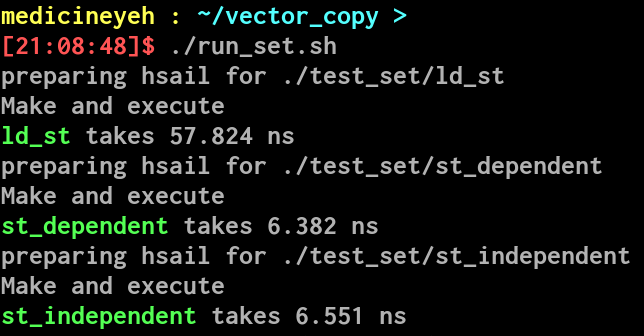 medicineyeh : ~/vector_copy >
[21:08:48]$ ./run_set.sh
preparing hsail for ./test_set/ld_st
Make and execute
ld_st takes 57.824 ns
preparing hsail for ./test_set/st_dependent
Make and execute
st_dependent takes 6.382 ns
preparing hsail for ./test_set/st_independent
Make and execute
st_independent takes 6.551 ns